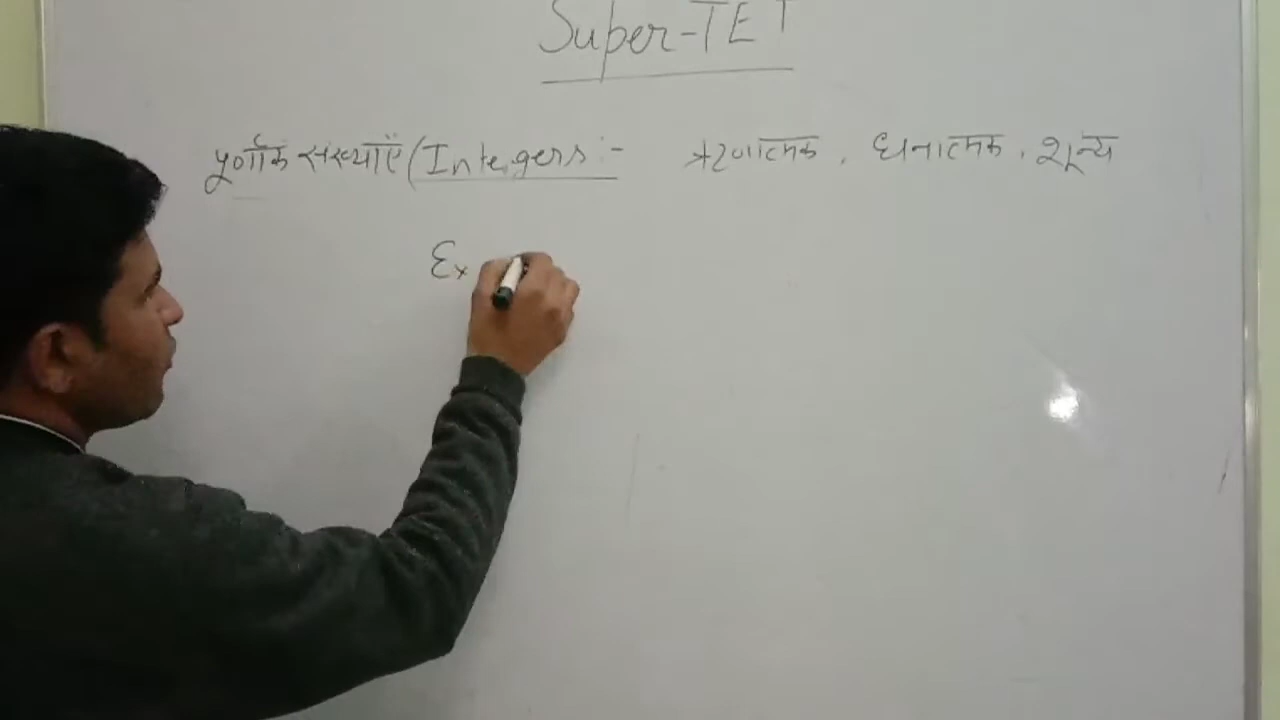 Super-TET
पूर्णांक संख्याएँ (Integers :- ऋणात्मक , धनात्मक , शून्य
Ex